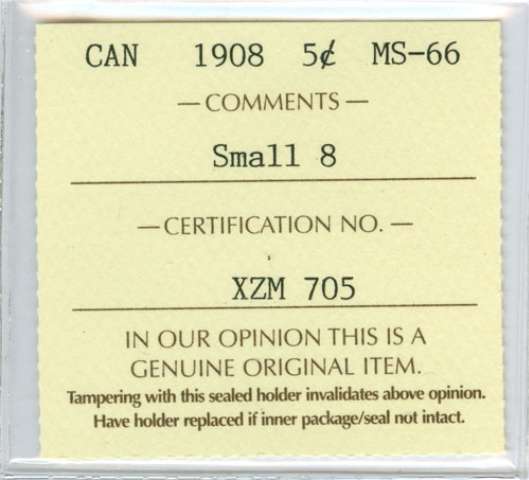 CAN 1908 5¢ MS-66
— COMMENTS —
Small 8
— CERTIFICATION NO. —
XZM 705
IN OUR OPINION THIS IS A
GENUINE ORIGINAL ITEM.
Tampering with this sealed holder invalidates above opinion.
Have holder replaced if inner package/seal not intact.